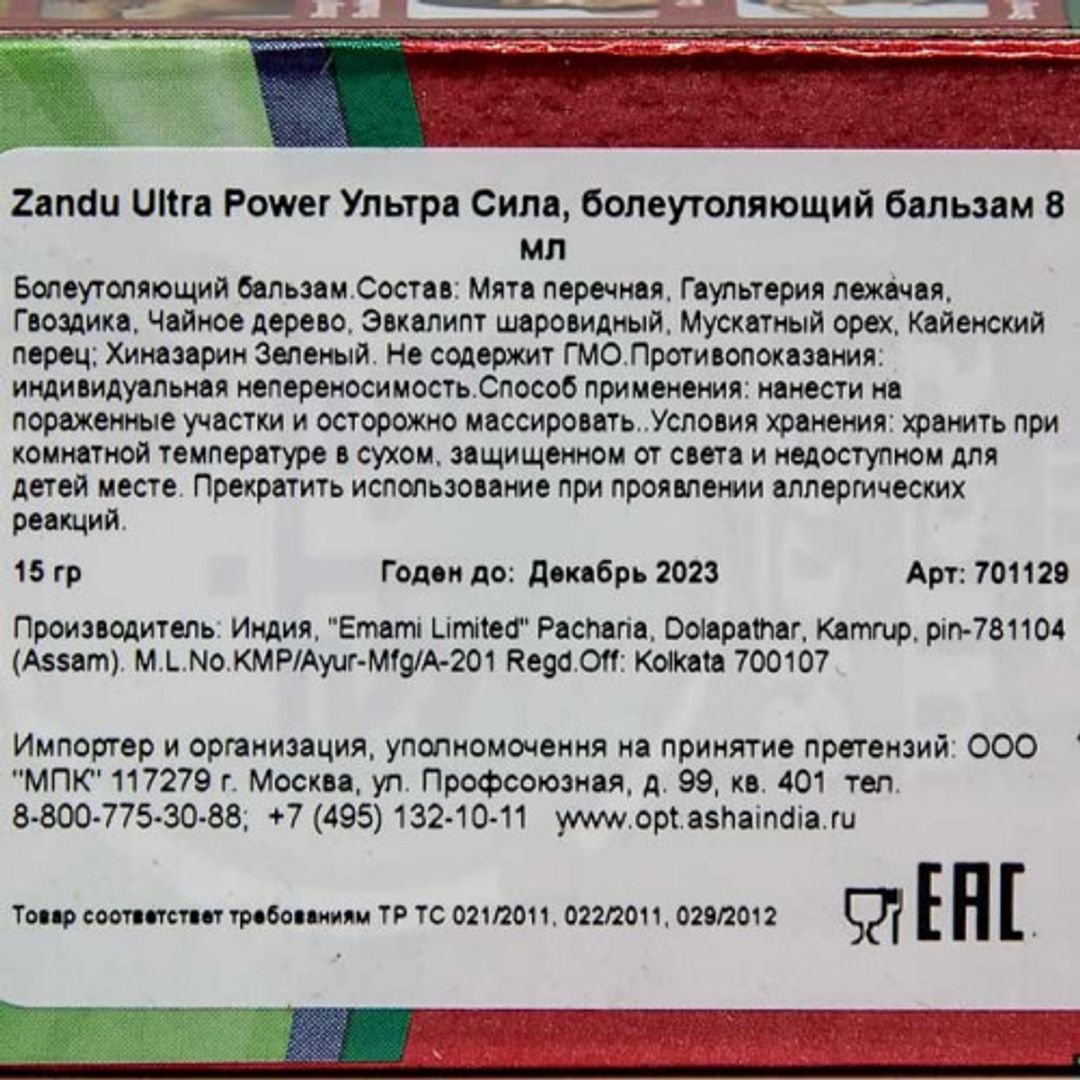 Zandu Ultra Power Ультра Сила, болеутоляющий бальзам 8
мл
Болеутоляющий бальзам.Состав: Мята перечная, Гаультерия лежачая,
Гвоздика, Чайное дерево, Эвкалипт шаровидный, Мускатный орех, Кайенский
перец; Хиназарин Зеленый. Не содержит ГМО.Противопоказания:
индивидуальная непереносимость.Способ применения: нанести на
пораженные участки и осторожно массировать..Условия хранения: хранить при
комнатной температуре в сухом, защищенном от света и недоступном для
детей месте. Прекратить использование при проявлении аллергических
реакций.
15 гр Годен до: Декабрь 2023 Арт: 701129
Производитель: Индия, "Emami Limited" Pacharia, Dolapathar, Kamrup, pin-781104
(Assam). M.L.No.KMP/Ayur-Mfg/A-201 Regd.Off: Kolkata 700107
Импортер и организация, уполномочення на принятие претензий: ООО
"МПК" 117279 г. Москва, ул. Профсоюзная, д. 99, кв. 401 тел.
8-800-775-30-88; +7 (495) 132-10-11 www.opt.ashaindia.ru
Товар соответствует требованиям ТР ТС 021/2011, 022/2011, 029/2012
EAC